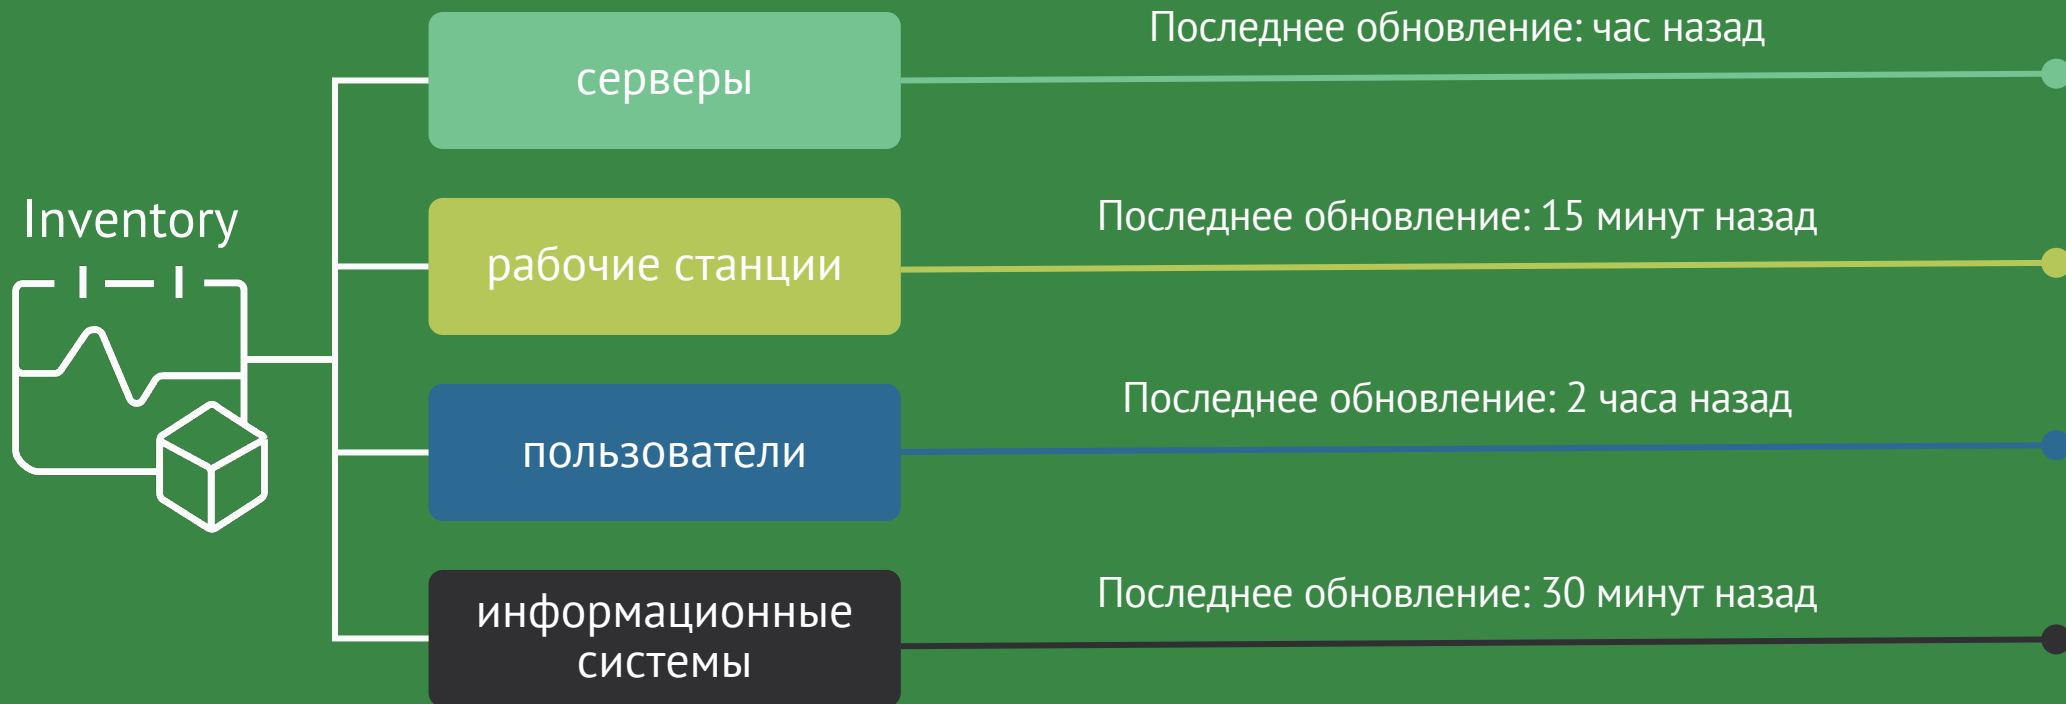 Inventory
серверы
Последнее обновление: час назад
рабочие станции
Последнее обновление: 15 минут назад
пользователи
Последнее обновление: 2 часа назад
информационные
системы
Последнее обновление: 30 минут назад